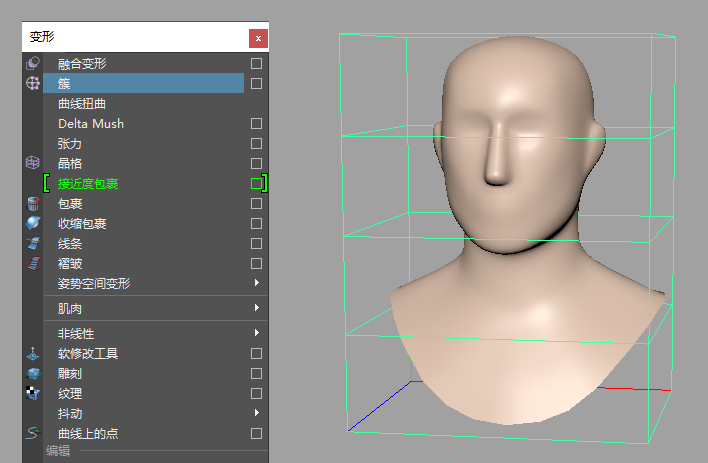 变形
x
融合变形
簇
曲线扭曲
Delta Mush
张力
晶格
接近度包裹
包裹
收缩包裹
线条
褶皱
姿势空间变形
肌肉
非线性
软修改工具
雕刻
纹理
抖动
曲线上的点
编辑